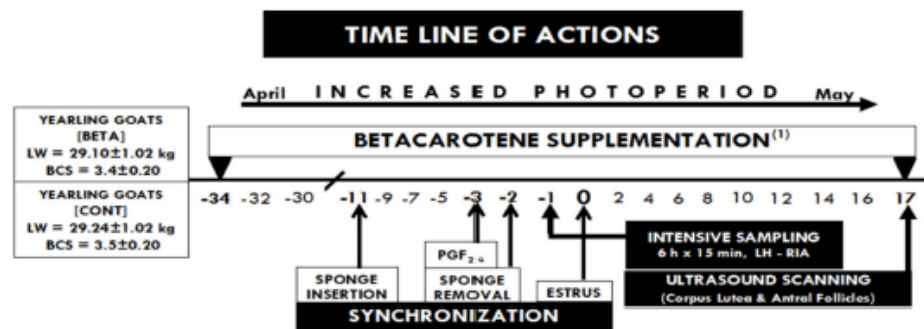 TIME LINE OF ACTIONS
April INCREASED PHOTOPERIOD May
YEARLING GOATS
[BETA]
LW = 29.10±1.02 kg
BCS = 3.4±0.20
BETACAROTENE SUPPLEMENTATION(1)
YEARLING GOATS
[CONT]
LW = 29.24±1.02 kg
BCS = 3.5±0.20
-34 -32 -30 -11 -9 -7 -5 -3 -2 -1 0 2 4 6 8 10 12 14 16 17
INTENSIVE SAMPLING
6 h x 15 min, LH – RIA
PGF2α
SPONGE
INSERTION
SPONGE
REMOVAL
ESTRUS
ULTRASOUND SCANNING
(Corpus Lutea & Antral Follicles)
SYNCHRONIZATION